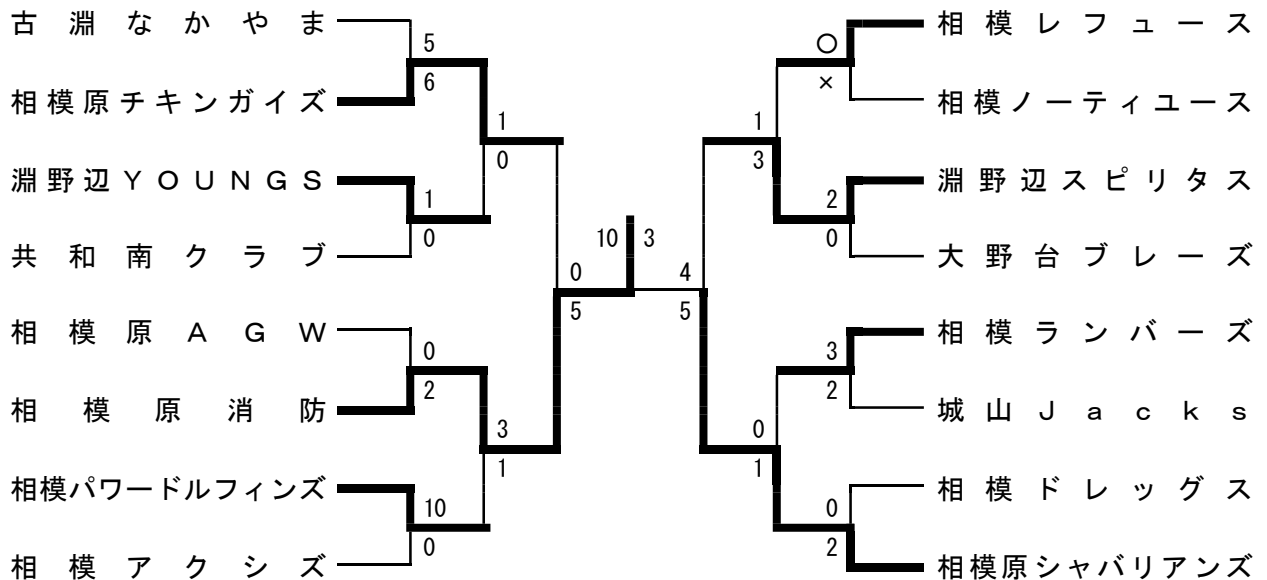 古淵なかやま
5
6
相模原チキンガイズ
1
0
淵野辺YOUNGS
1
0
共和南クラブ
0
5
相模原AGW
0
2
相模原消防
3
1
相模パワードルフィンズ
10
0
相模アクシズ
10 3
相模レフュース
○
×
相模ノーティユース
1
3
淵野辺スピリタス
2
0
大野台ブレーズ
4
5
相模ランバーズ
3
2
城山Jacks
0
1
相模ドレッグス
0
2
相模原シャバリアンズ